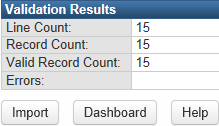 Validation Results
Line Count: 15
Record Count: 15
Valid Record Count: 15
Errors:
Import Dashboard Help